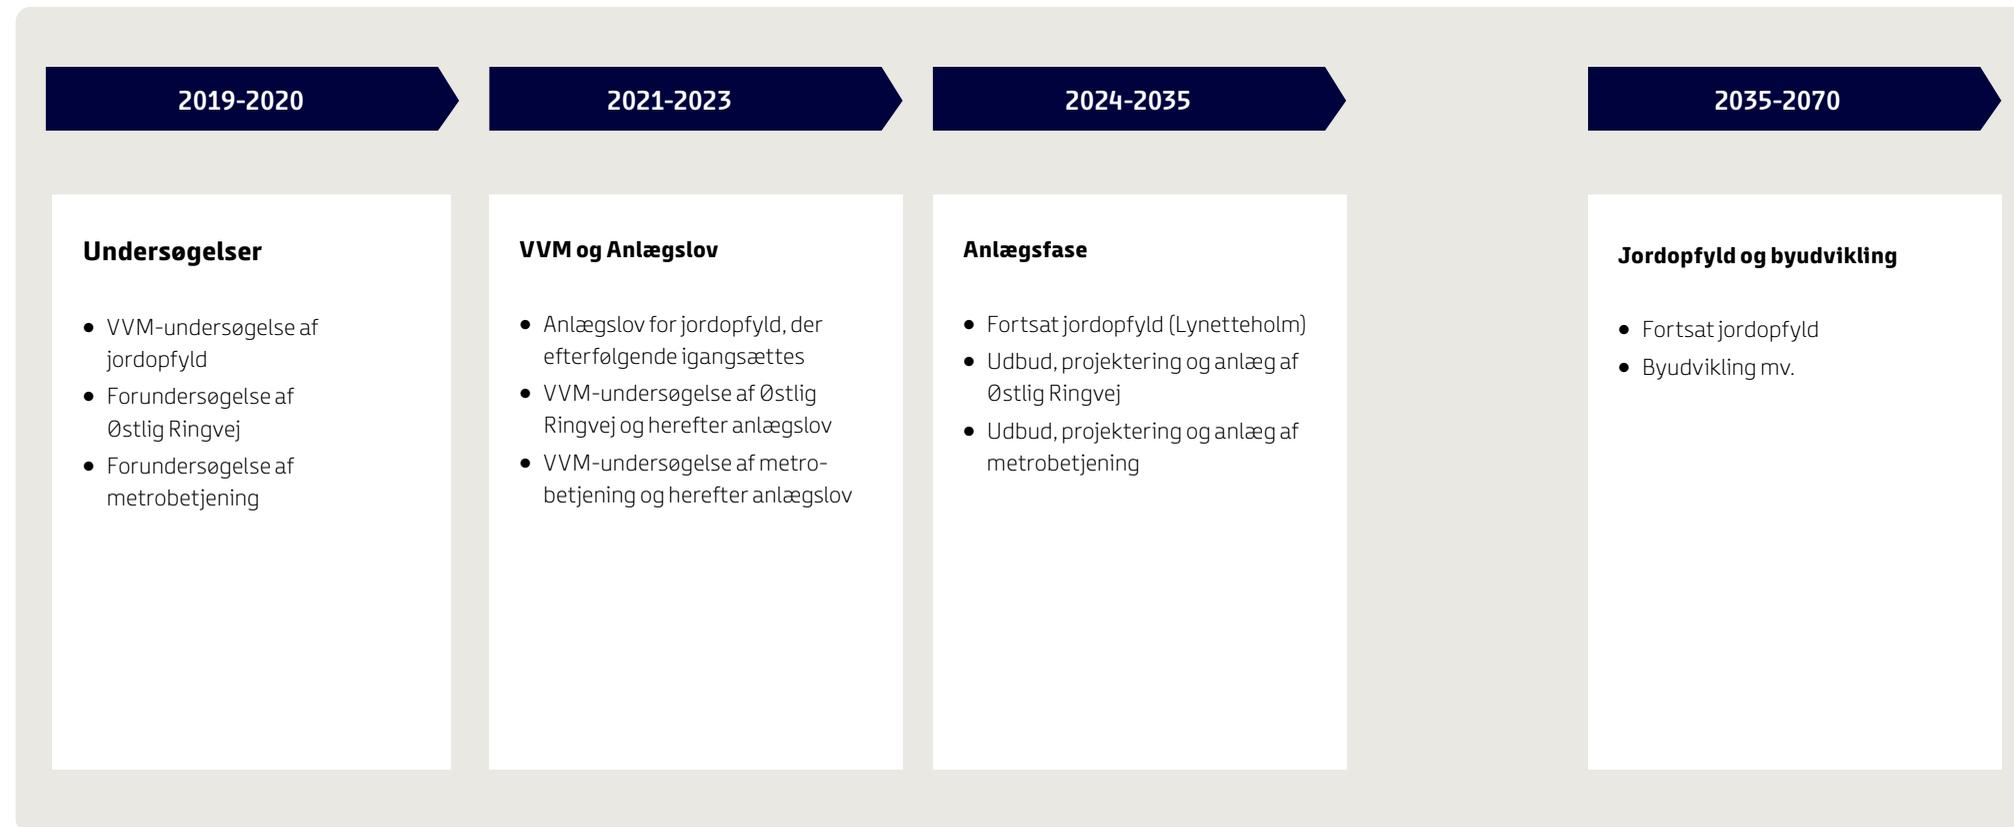 2019-2020
Undersøgelser
VVM-undersøgelse af
jordopfyld
Forundersøgelse af
Østlig Ringvej
Forundersøgelse af
metrobetjening
2021-2023
VVM og Anlægslov
Anlægslov for jordopfyld, der
efterfølgende igangsættes
VVM-undersøgelse af Østlig
Ringvej og herefter anlægslov
VVM-undersøgelse af metro-
betjening og herefter anlægslov
2024-2035
Anlægsfase
Fortsat jordopfyld (Lynetteholm)
Udbud, projektering og anlæg af
Østlig Ringvej
Udbud, projektering og anlæg af
metrobetjening
2035-2070
Jordopfyld og byudvikling
Fortsat jordopfyld
Byudvikling mv.